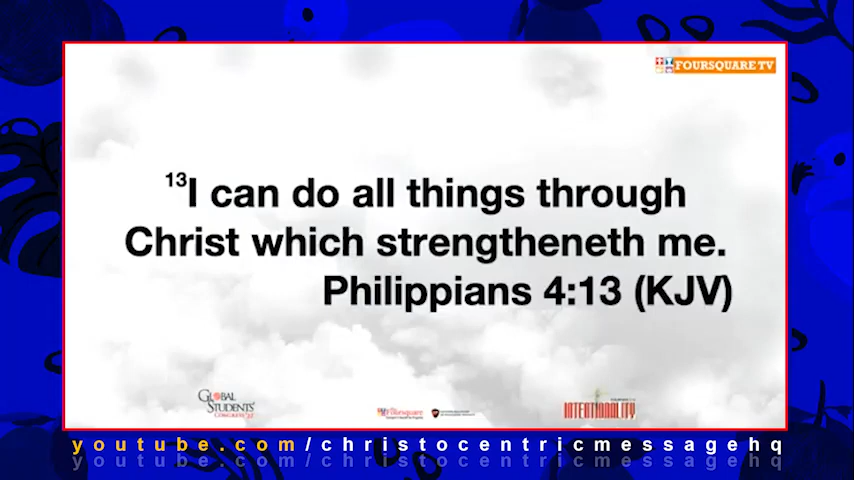 FOURSQUARE TV
13I can do all things through
Christ which strengtheneth me.
Philippians 4:13 (KJV)
GLOBAL
STUDENTS'
Foursquare
INTENTIONALITY
youtube.com/christocentricmessagehq
youtube.com/christocentricmessagehq